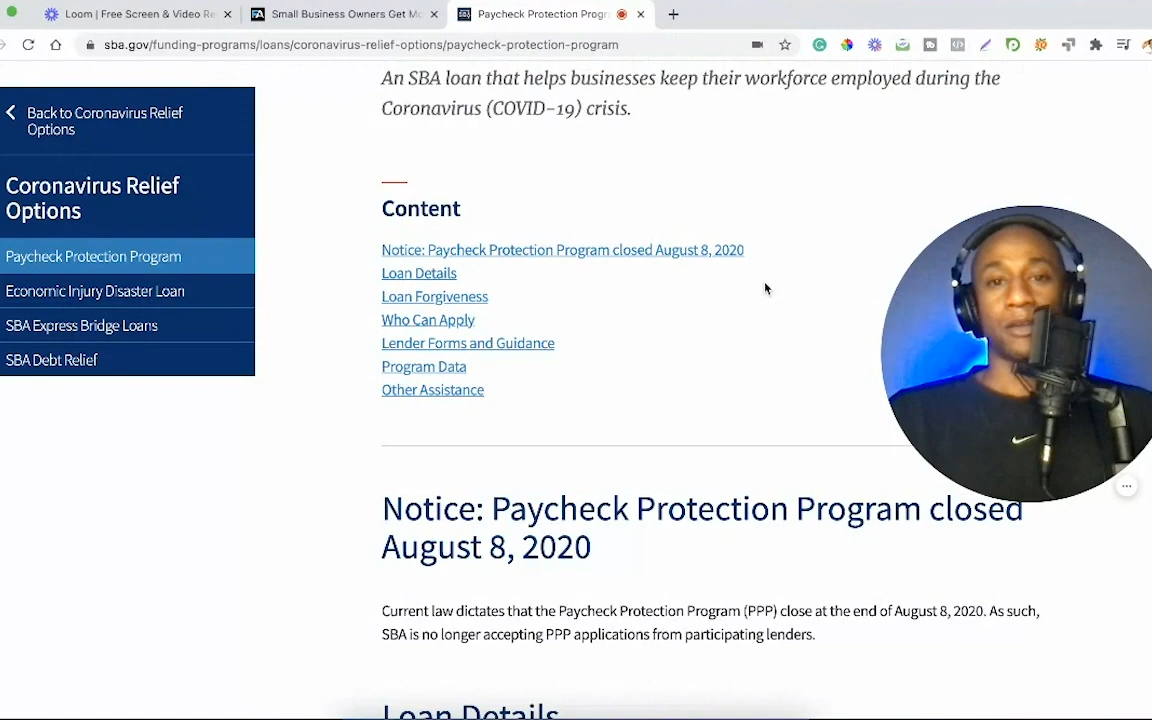 Loom | Free Screen & Video Re
Small Business Owners Get Mo
Paycheck Protection Progr
sba.gov/funding-programs/loans/coronavirus-relief-options/paycheck-protection-program
An SBA loan that helps businesses keep their workforce employed during the
Coronavirus (COVID-19) crisis.
Back to Coronavirus Relief
Options
Coronavirus Relief
Options
Paycheck Protection Program
Economic Injury Disaster Loan
SBA Express Bridge Loans
SBA Debt Relief
Content
Notice: Paycheck Protection Program closed August 8, 2020
Loan Details
Loan Forgiveness
Who Can Apply
Lender Forms and Guidance
Program Data
Other Assistance
Notice: Paycheck Protection Program closed
August 8, 2020
Current law dictates that the Paycheck Protection Program (PPP) close at the end of August 8, 2020. As such,
SBA is no longer accepting PPP applications from participating lenders.
Loan Details